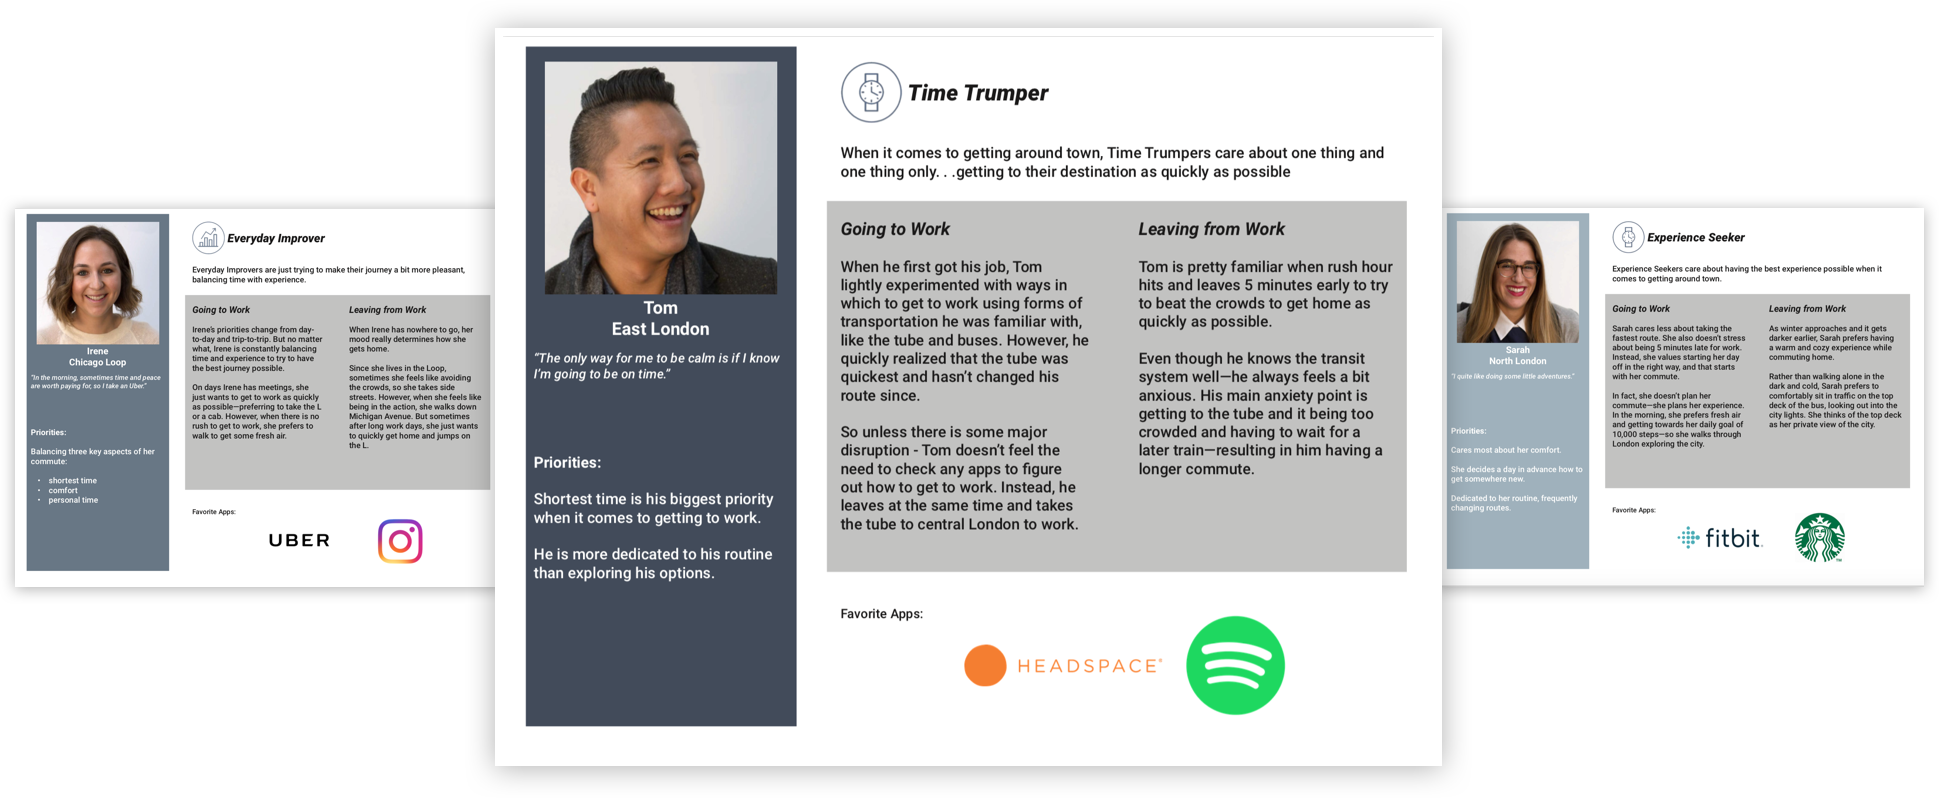 Irene
Chicago Loop
"In the morning, sometimes time and peace
are worth paying for, so I take an Uber."
Priorities:
Balancing three key aspects of her
commute:
• shortest time
• comfort
• personal time
Everyday Improver
Everyday Improvers are just trying to make their journey a bit more pleasant,
balancing time with experience.
Going to Work
Irene's priorities change from day-
to-day and trip-to-trip. But no matter
what, Irene is constantly balancing
time and experience to try to have
the best journey possible.
On days Irene has meetings, she
just wants to get to work as quickly
as possible—preferring to take the L
or a cab. However, when there is no
rush to get to work, she prefers to
walk to get some fresh air.
Leaving from Work
When Irene has nowhere to go, her
mood really determines how she
gets home.
Since she lives in the Loop,
sometimes she feels like avoiding
the crowds, so she takes side
streets. However, when she feels like
being in the action, she walks down
Michigan Avenue. But sometimes
after long work days, she just wants
to quickly get home and jumps on
the L.
Favorite Apps:
UBER
Tom
East London
"The only way for me to be calm is if I know
I'm going to be on time."
Priorities:
Shortest time is his biggest priority
when it comes to getting to work.
He is more dedicated to his routine
than exploring his options.
Time Trumper
When it comes to getting around town, Time Trumpers care about one thing and
one thing only. . .getting to their destination as quickly as possible
Going to Work
When he first got his job, Tom
lightly experimented with ways in
which to get to work using forms of
transportation he was familiar with,
like the tube and buses. However, he
quickly realized that the tube was
quickest and hasn't changed his
route since.
So unless there is some major
disruption - Tom doesn't feel the
need to check any apps to figure
out how to get to work. Instead, he
leaves at the same time and takes
the tube to central London to work.
Leaving from Work
Tom is pretty familiar when rush hour
hits and leaves 5 minutes early to try
to beat the crowds to get home as
quickly as possible.
Even though he knows the transit
system well—he always feels a bit
anxious. His main anxiety point is
getting to the tube and it being too
crowded and having to wait for a
later train—resulting in him having a
longer commute.
Favorite Apps:
HEADSPACE®
Sarah
North London
"I quite like doing some little adventures."
Priorities:
Cares most about her comfort.
She decides a day in advance how to
get somewhere new.
Dedicated to her routine, frequently
changing routes.
Experience Seeker
Experience Seekers care about having the best experience possible when it
comes to getting around town.
Going to Work
Sarah cares less about taking the
fastest route. She also doesn't stress
about being 5 minutes late for work.
Instead, she values starting her day
off in the right way, and that starts
with her commute.
In fact, she doesn't plan her
commute—she plans her experience.
In the morning, she prefers fresh air
and getting towards her daily goal of
10,000 steps—so she walks through
London exploring the city.
Leaving from Work
As winter approaches and it gets
darker earlier, Sarah prefers having
a warm and cozy experience while
commuting home.
Rather than walking alone in the
dark and cold, Sarah prefers to
comfortably sit in traffic on the top
deck of the bus, looking out into the
city lights. She thinks of the top deck
as her private view of the city.
Favorite Apps:
fitbit
TM